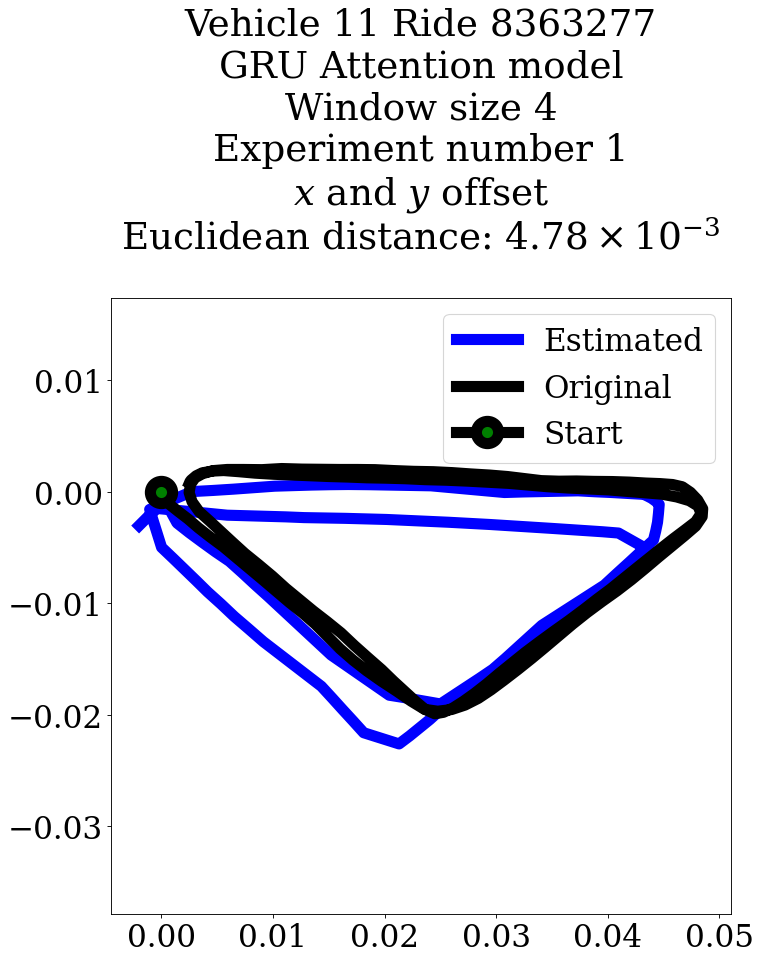 Vehicle 11 Ride 8363277
GRU Attention model
Window size 4
Experiment number 1
x and y offset
Euclidean distance: 4.78 × 10⁻³
Estimated
Original
Start
0.01
0.00
−0.01
−0.02
−0.03
0.00 0.01 0.02 0.03 0.04 0.05